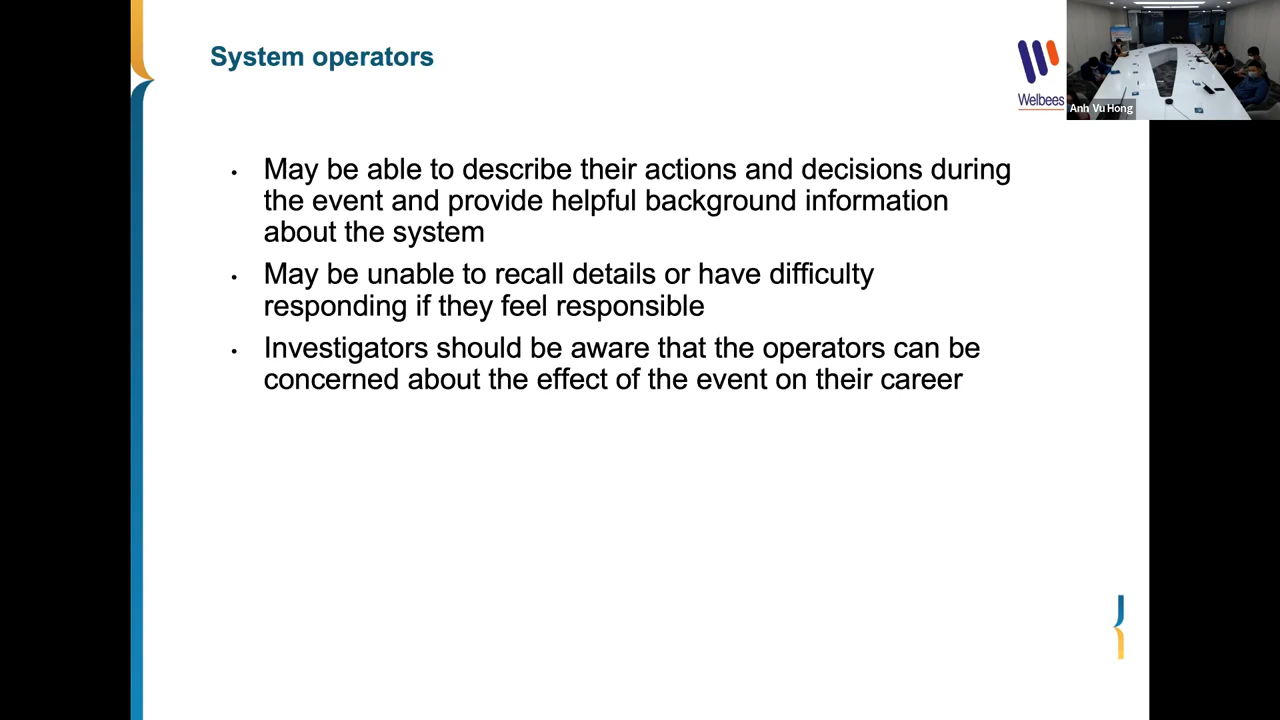 System operators
Welbees
Anh Vu Hong
• May be able to describe their actions and decisions during
the event and provide helpful background information
about the system
• May be unable to recall details or have difficulty
responding if they feel responsible
• Investigators should be aware that the operators can be
concerned about the effect of the event on their career